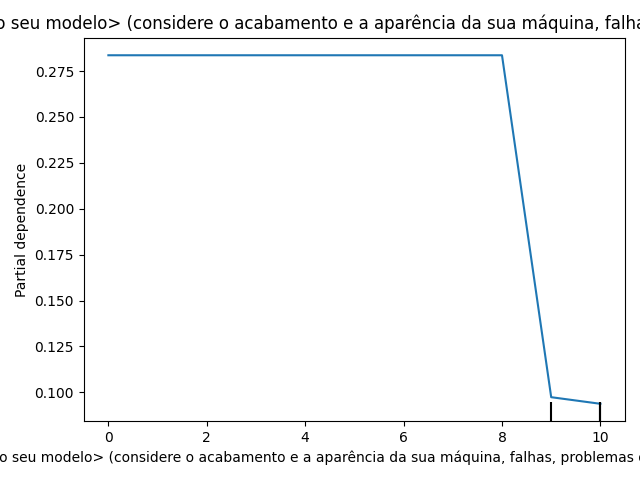 o seu modelo> (considere o acabamento e a aparência da sua máquina, falha
0.275
0.250
0.225
0.200
0.175
0.150
0.125
0.100
Partial dependence
0 2 4 6 8 10
o seu modelo> (considere o acabamento e a aparência da sua máquina, falhas, problemas